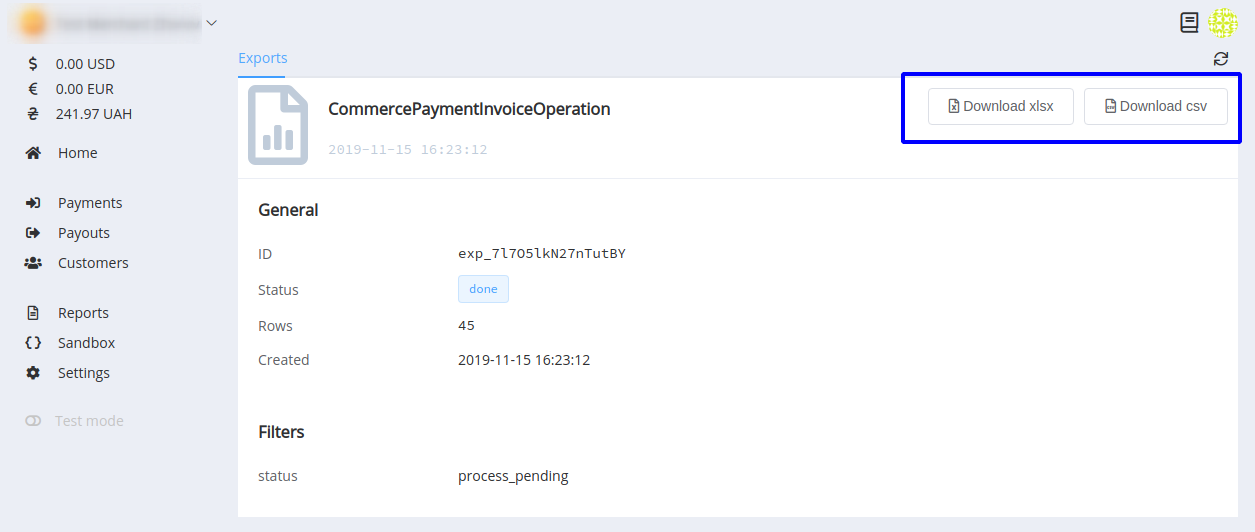 $ 0.00 USD
€ 0.00 EUR
₴ 241.97 UAH
Home
Payments
Payouts
Customers
Reports
Sandbox
Settings
Test mode
Exports
CommercePaymentInvoiceOperation
2019-11-15 16:23:12
Download xlsx
Download csv
General
ID exp_7l7O5lkN27nTutBY
Status done
Rows 45
Created 2019-11-15 16:23:12
Filters
status process_pending